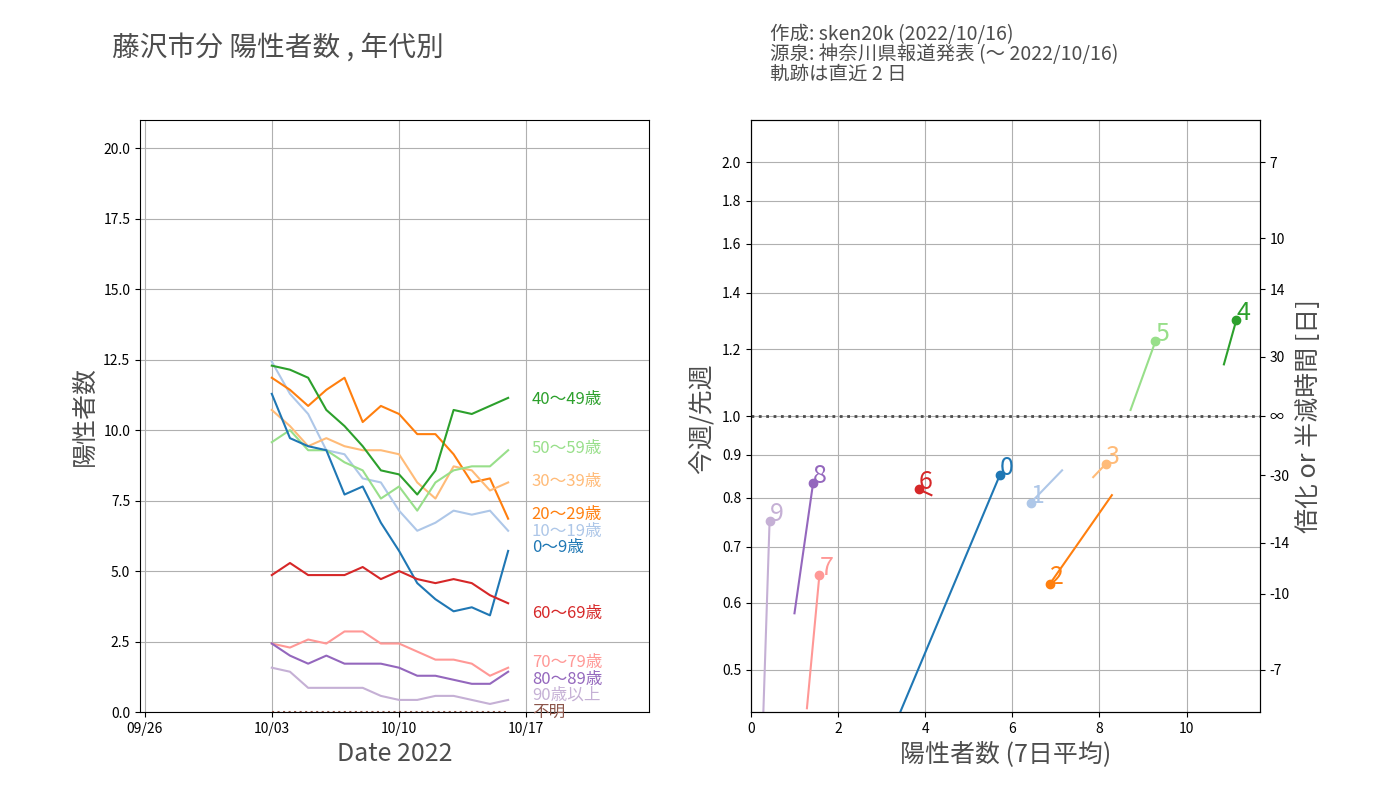 藤沢市分 陽性者数 , 年代別
作成: sken20k (2022/10/16)
源泉: 神奈川県報道発表 (〜 2022/10/16)
軌跡は直近 2 日
陽性者数
20.0
17.5
15.0
12.5
10.0
7.5
5.0
2.5
0.0
09/26
10/03
10/10
10/17
Date 2022
40〜49歳
50〜59歳
30〜39歳
20〜29歳
10〜19歳
0〜9歳
60〜69歳
70〜79歳
80〜89歳
90歳以上
不明
今週/先週
2.0
1.8
1.6
1.4
1.2
1.0
0.9
0.8
0.7
0.6
0.5
0
2
4
6
8
10
陽性者数 (7日平均)
4
5
3
0
6
8
1
9
7
2
7
10
14
30
∞
-30
-14
-10
-7
倍化 or 半減時間 [日]